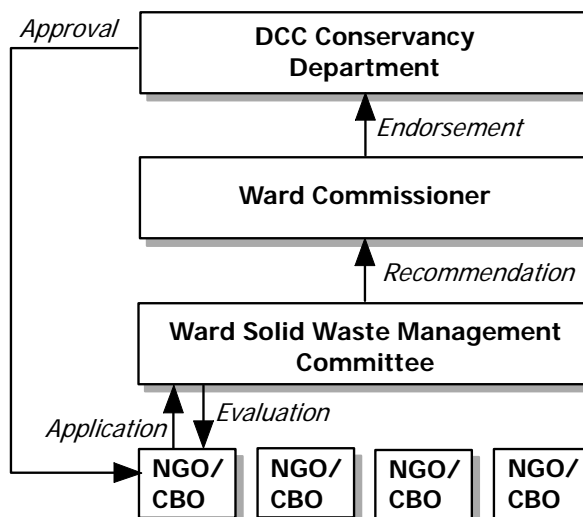 Approval
DCC Conservancy
Department
Endorsement
Ward Commissioner
Recommendation
Ward Solid Waste Management
Committee
Application
Evaluation
NGO/
CBO
NGO/
CBO
NGO/
CBO
NGO/
CBO